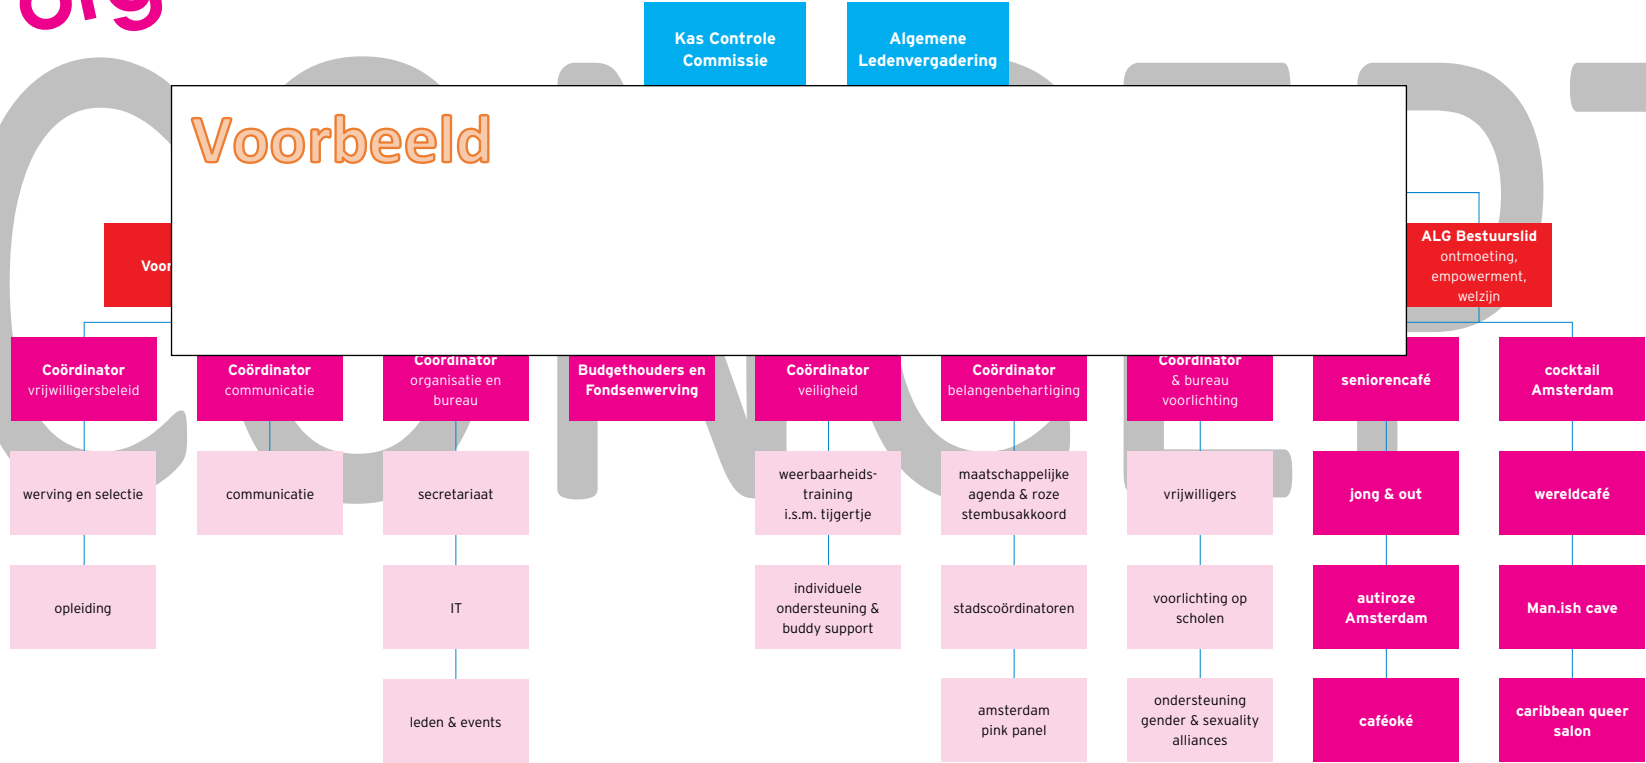 Kas Controle
Commissie
Algemene
Ledenvergadering
Voorbeeld
ALG Bestuurslid
ontmoeting,
empowerment,
welzijn
Voor
Coördinator
vrijwilligersbeleid
Coördinator
communicatie
Coördinator
organisatie en
bureau
Budgethouders en
Fondsenwerving
Coördinator
veiligheid
Coördinator
belangenbehartiging
Coördinator
& bureau
voorlichting
seniorencafé
cocktail
Amsterdam
werving en selectie
communicatie
secretariaat
weerbaarheids-
training
i.s.m. tijgertje
maatschappelijke
agenda & roze
stembusakkoord
vrijwilligers
jong & out
wereldcafé
opleiding
IT
individuele
ondersteuning &
buddy support
stadscoördinatoren
voorlichting op
scholen
autiroze
Amsterdam
Man.ish cave
leden & events
amsterdam
pink panel
ondersteuning
gender & sexuality
alliances
caféoké
caribbean queer
salon